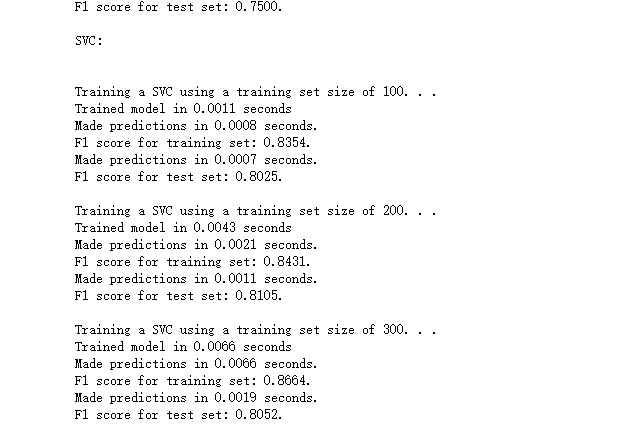 F1 score for test set: 0.7500.
SVC:
Training a SVC using a training set size of 100. . .
Trained model in 0.0011 seconds
Made predictions in 0.0008 seconds.
F1 score for training set: 0.8354.
Made predictions in 0.0007 seconds.
F1 score for test set: 0.8025.
Training a SVC using a training set size of 200. . .
Trained model in 0.0043 seconds
Made predictions in 0.0021 seconds.
F1 score for training set: 0.8431.
Made predictions in 0.0011 seconds.
F1 score for test set: 0.8105.
Training a SVC using a training set size of 300. . .
Trained model in 0.0066 seconds
Made predictions in 0.0066 seconds.
F1 score for training set: 0.8664.
Made predictions in 0.0019 seconds.
F1 score for test set: 0.8052.